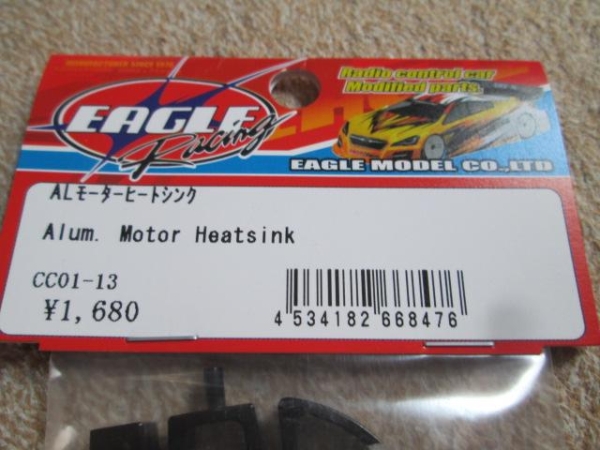 MANUFACTURER SINCE 1975
EAGLE
Racing
Radio control car
Modified parts.
EAGLE MODEL CO.,LTD
ALモーターヒートシンク
Alum. Motor Heatsink
CC01-13
¥1,680
4 534182 668476